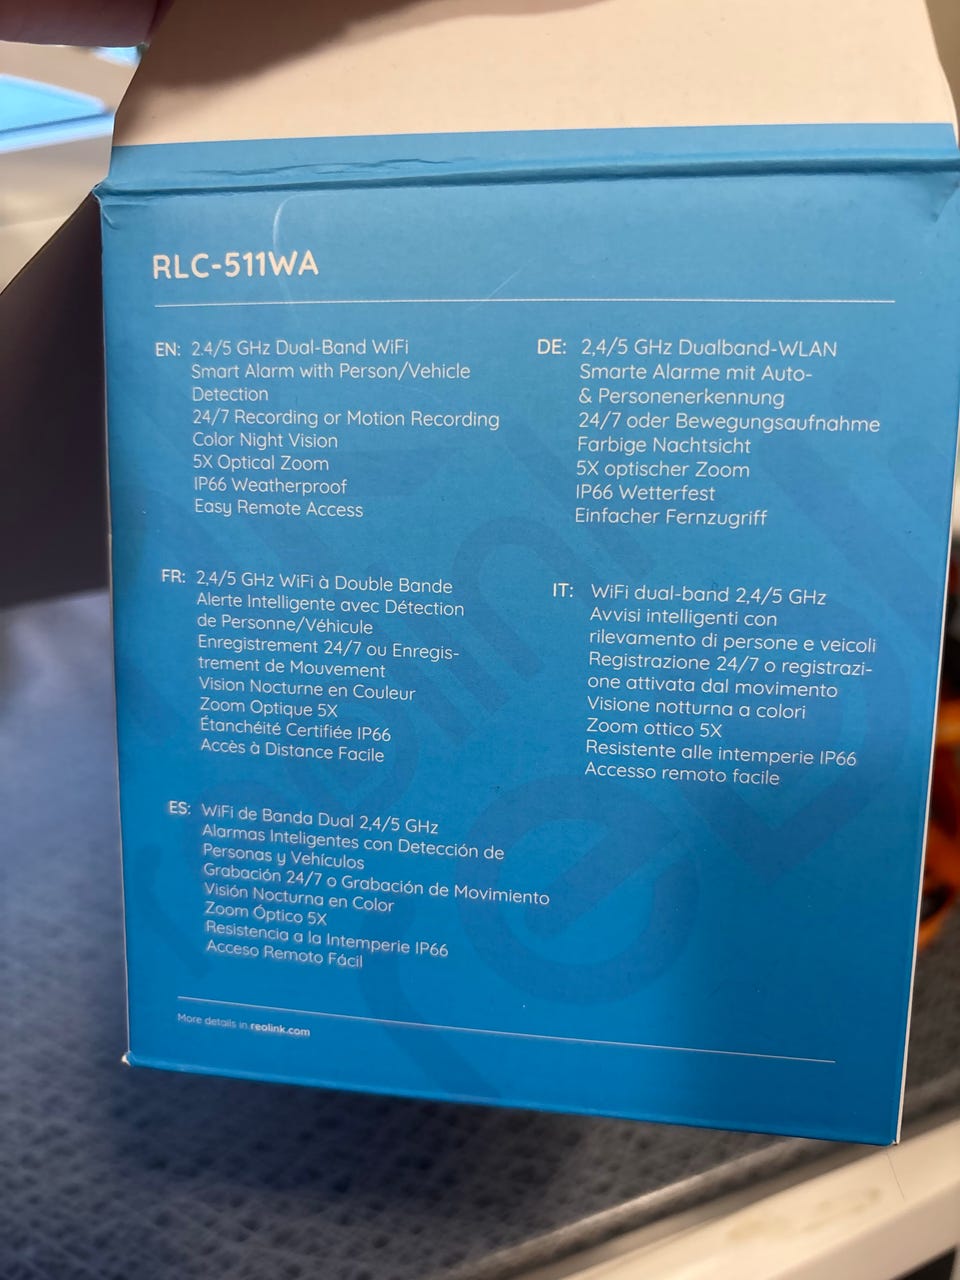 RLC-511WA
EN: 2.4/5 GHz Dual-Band WiFi
Smart Alarm with Person/Vehicle
Detection
24/7 Recording or Motion Recording
Color Night Vision
5X Optical Zoom
IP66 Weatherproof
Easy Remote Access
DE: 2,4/5 GHz Dualband-WLAN
Smarte Alarme mit Auto-
& Personenerkennung
24/7 oder Bewegungsaufnahme
Farbige Nachtsicht
5X optischer Zoom
IP66 Wetterfest
Einfacher Fernzugriff
FR: 2,4/5 GHz WiFi à Double Bande
Alerte Intelligente avec Détection
de Personne/Véhicule
Enregistrement 24/7 ou Enregis-
trement de Mouvement
Vision Nocturne en Couleur
Zoom Optique 5X
Étanchéité Certifiée IP66
Accès à Distance Facile
IT: WiFi dual-band 2,4/5 GHz
Avvisi intelligenti con
rilevamento di persone e veicoli
Registrazione 24/7 o registrazi-
one attivata dal movimento
Visione notturna a colori
Zoom ottico 5X
Resistente alle intemperie IP66
Accesso remoto facile
ES: WiFi de Banda Dual 2,4/5 GHz
Alarmas Inteligentes con Detección de
Personas y Vehículos
Grabación 24/7 o Grabación de Movimiento
Visión Nocturna en Color
Zoom Óptico 5X
Resistencia a la Intemperie IP66
Acceso Remoto Fácil
More details in reolink.com